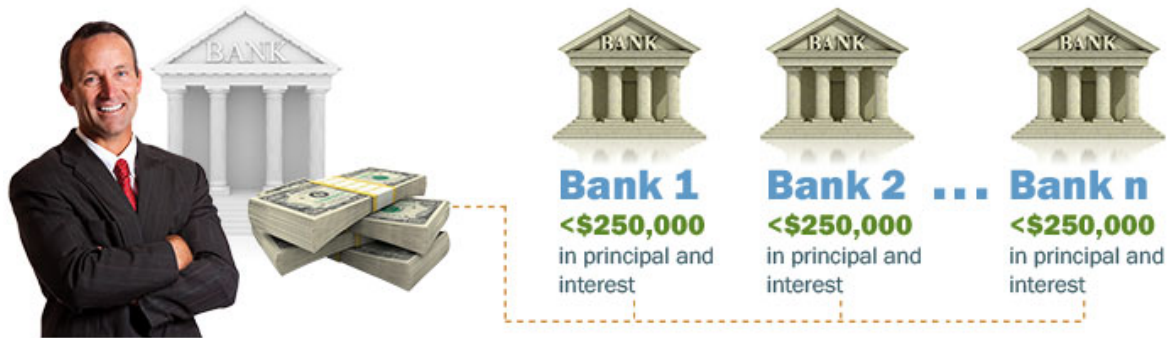 BANK
BANK
BANK
BANK
Bank 1
<$250,000
in principal and
interest
Bank 2
<$250,000
in principal and
interest
...
Bank n
<$250,000
in principal and
interest